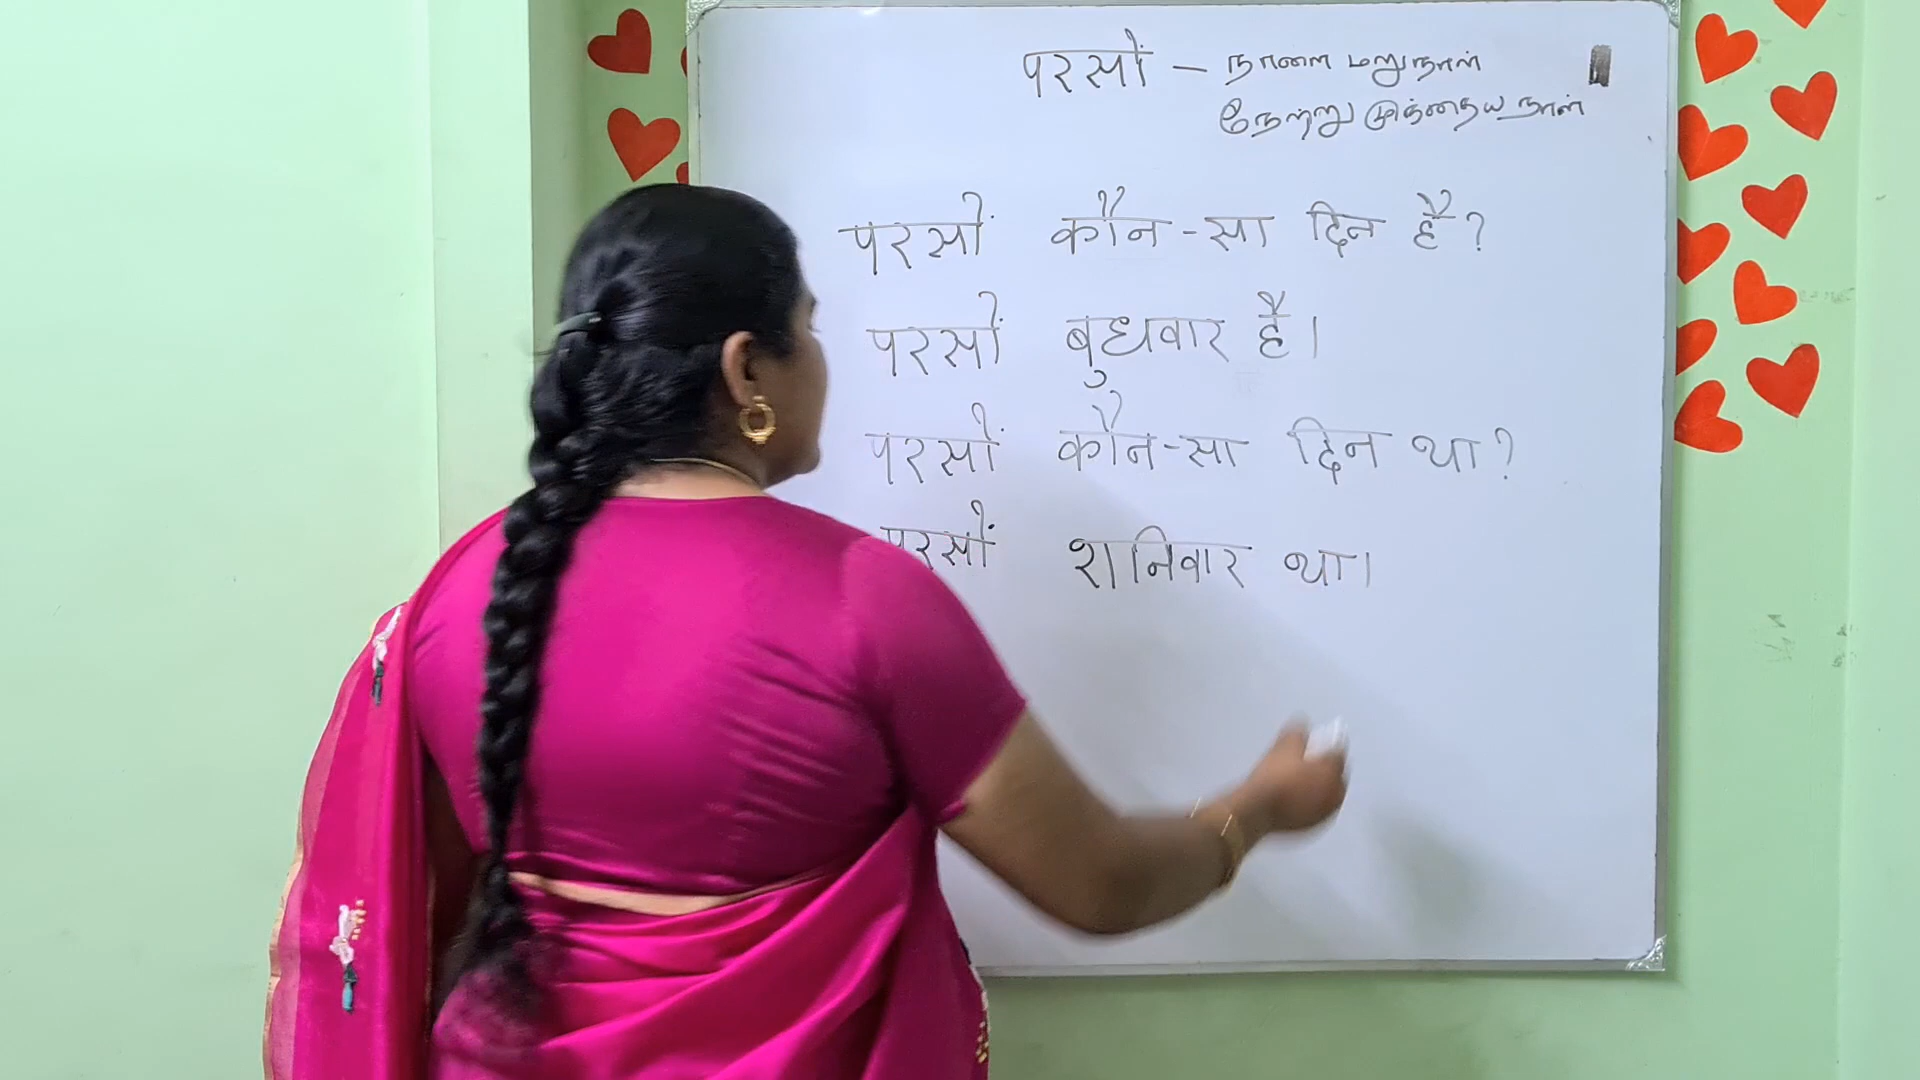 परसों – நாளை மறுநாள்
நேற்று முந்தைய நாள்
परसों कौन-सा दिन है?
परसों बुधवार है।
परसों कौन-सा दिन था?
परसों शनिवार था।